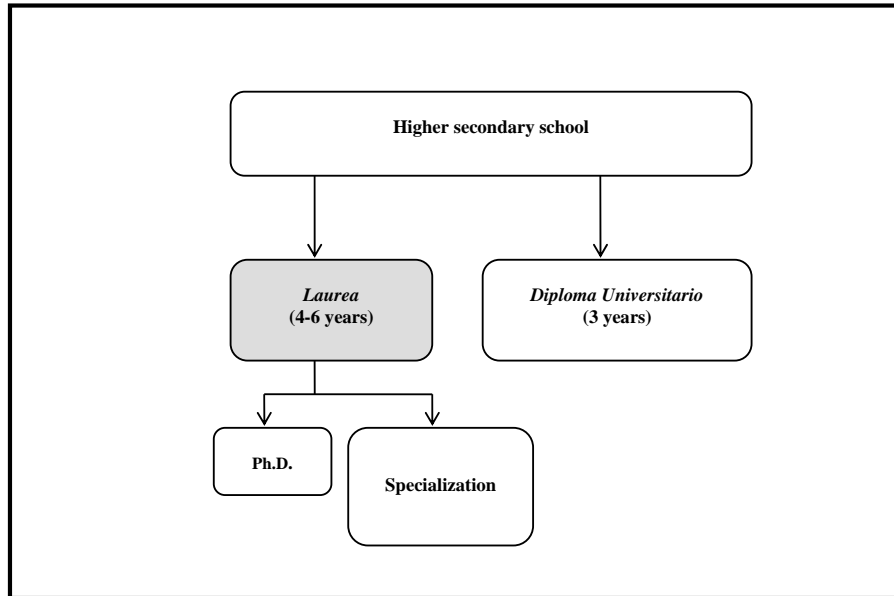 Higher secondary school
Laurea
(4-6 years)
Diploma Universitario
(3 years)
Ph.D.
Specialization